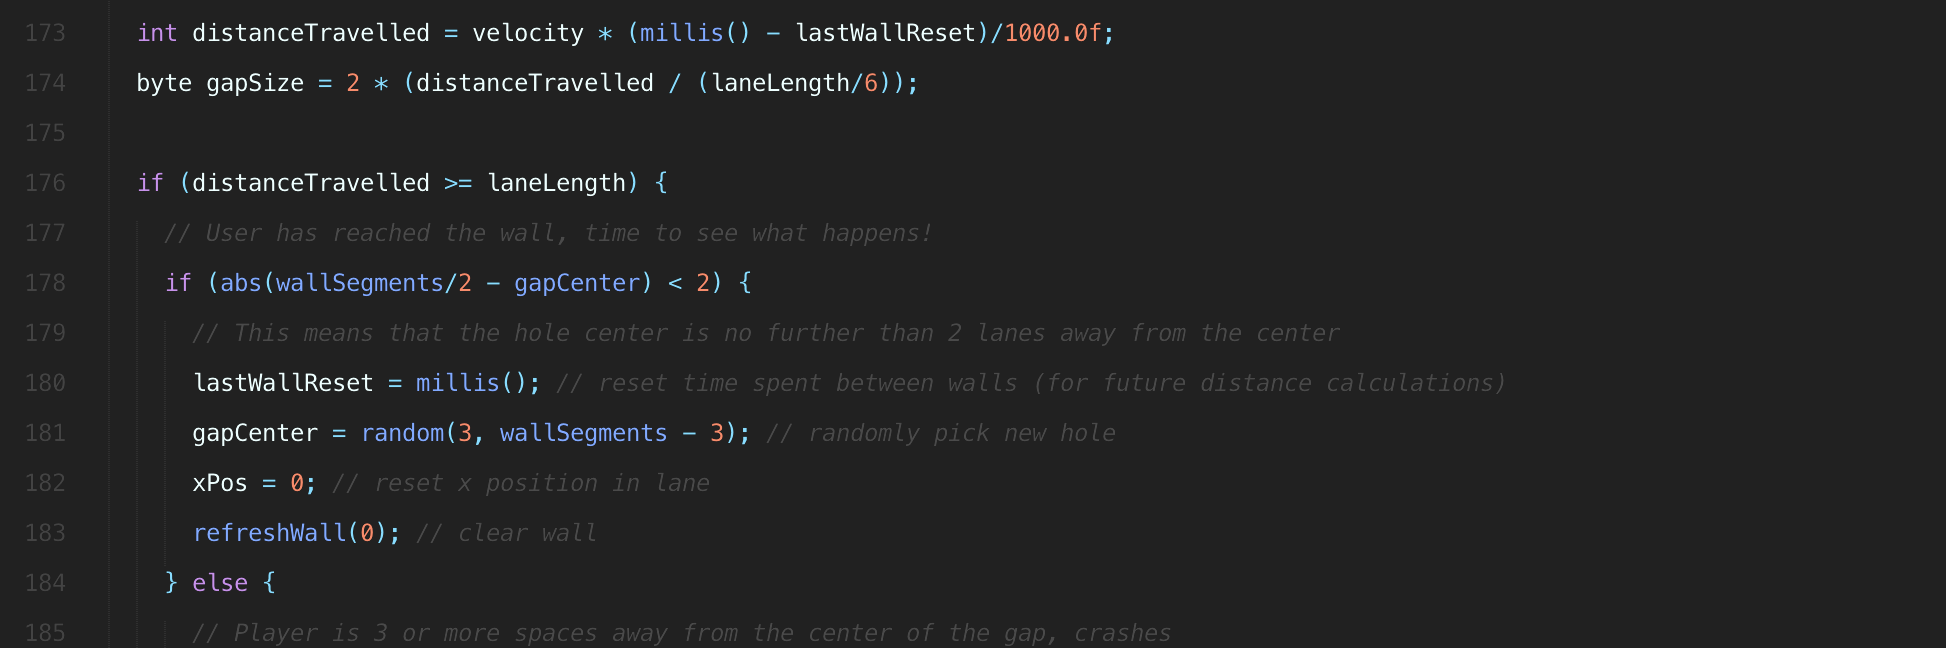 173 int distanceTravelled = velocity * (millis() - lastWallReset)/1000.0f;
174 byte gapSize = 2 * (distanceTravelled / (laneLength/6));
175
176 if (distanceTravelled >= laneLength) {
177 // User has reached the wall, time to see what happens!
178 if (abs(wallSegments/2 - gapCenter) < 2) {
179 // This means that the hole center is no further than 2 lanes away from the center
180 lastWallReset = millis(); // reset time spent between walls (for future distance calculations)
181 gapCenter = random(3, wallSegments - 3); // randomly pick new hole
182 xPos = 0; // reset x position in lane
183 refreshWall(0); // clear wall
184 } else {
185 // Player is 3 or more spaces away from the center of the gap, crashes